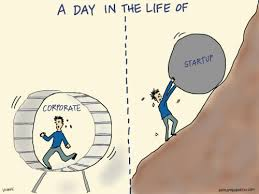 A DAY IN THE LIFE OF
CORPORATE
STARTUP